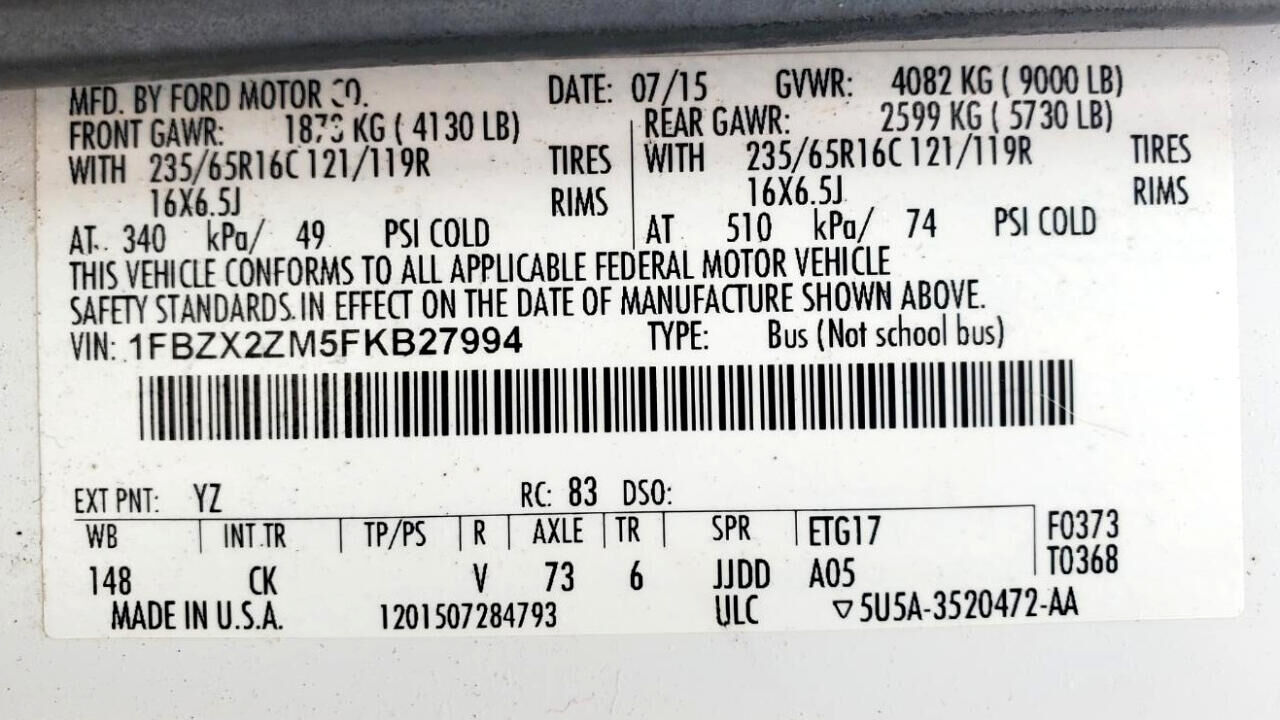 MFD. BY FORD MOTOR CO. DATE: 07/15 GVWR: 4082 KG ( 9000 LB)
FRONT GAWR: 1873 KG ( 4130 LB) REAR GAWR: 2599 KG ( 5730 LB)
WITH 235/65R16C 121/119R TIRES WITH 235/65R16C 121/119R TIRES
16X6.5J RIMS 16X6.5J RIMS
AT 340 kPa/ 49 PSI COLD AT 510 kPa/ 74 PSI COLD
THIS VEHICLE CONFORMS TO ALL APPLICABLE FEDERAL MOTOR VEHICLE
SAFETY STANDARDS IN EFFECT ON THE DATE OF MANUFACTURE SHOWN ABOVE.
VIN: 1FBZX2ZM5FKB27994 TYPE: Bus (Not school bus)
EXT PNT: YZ RC: 83 DSO:
WB INT TR TP/PS R AXLE TR SPR ETG17 F0373
148 CK V 73 6 JJDD A05 T0368
MADE IN U.S.A. 1201507284793 ULC ▽5U5A-3520472-AA